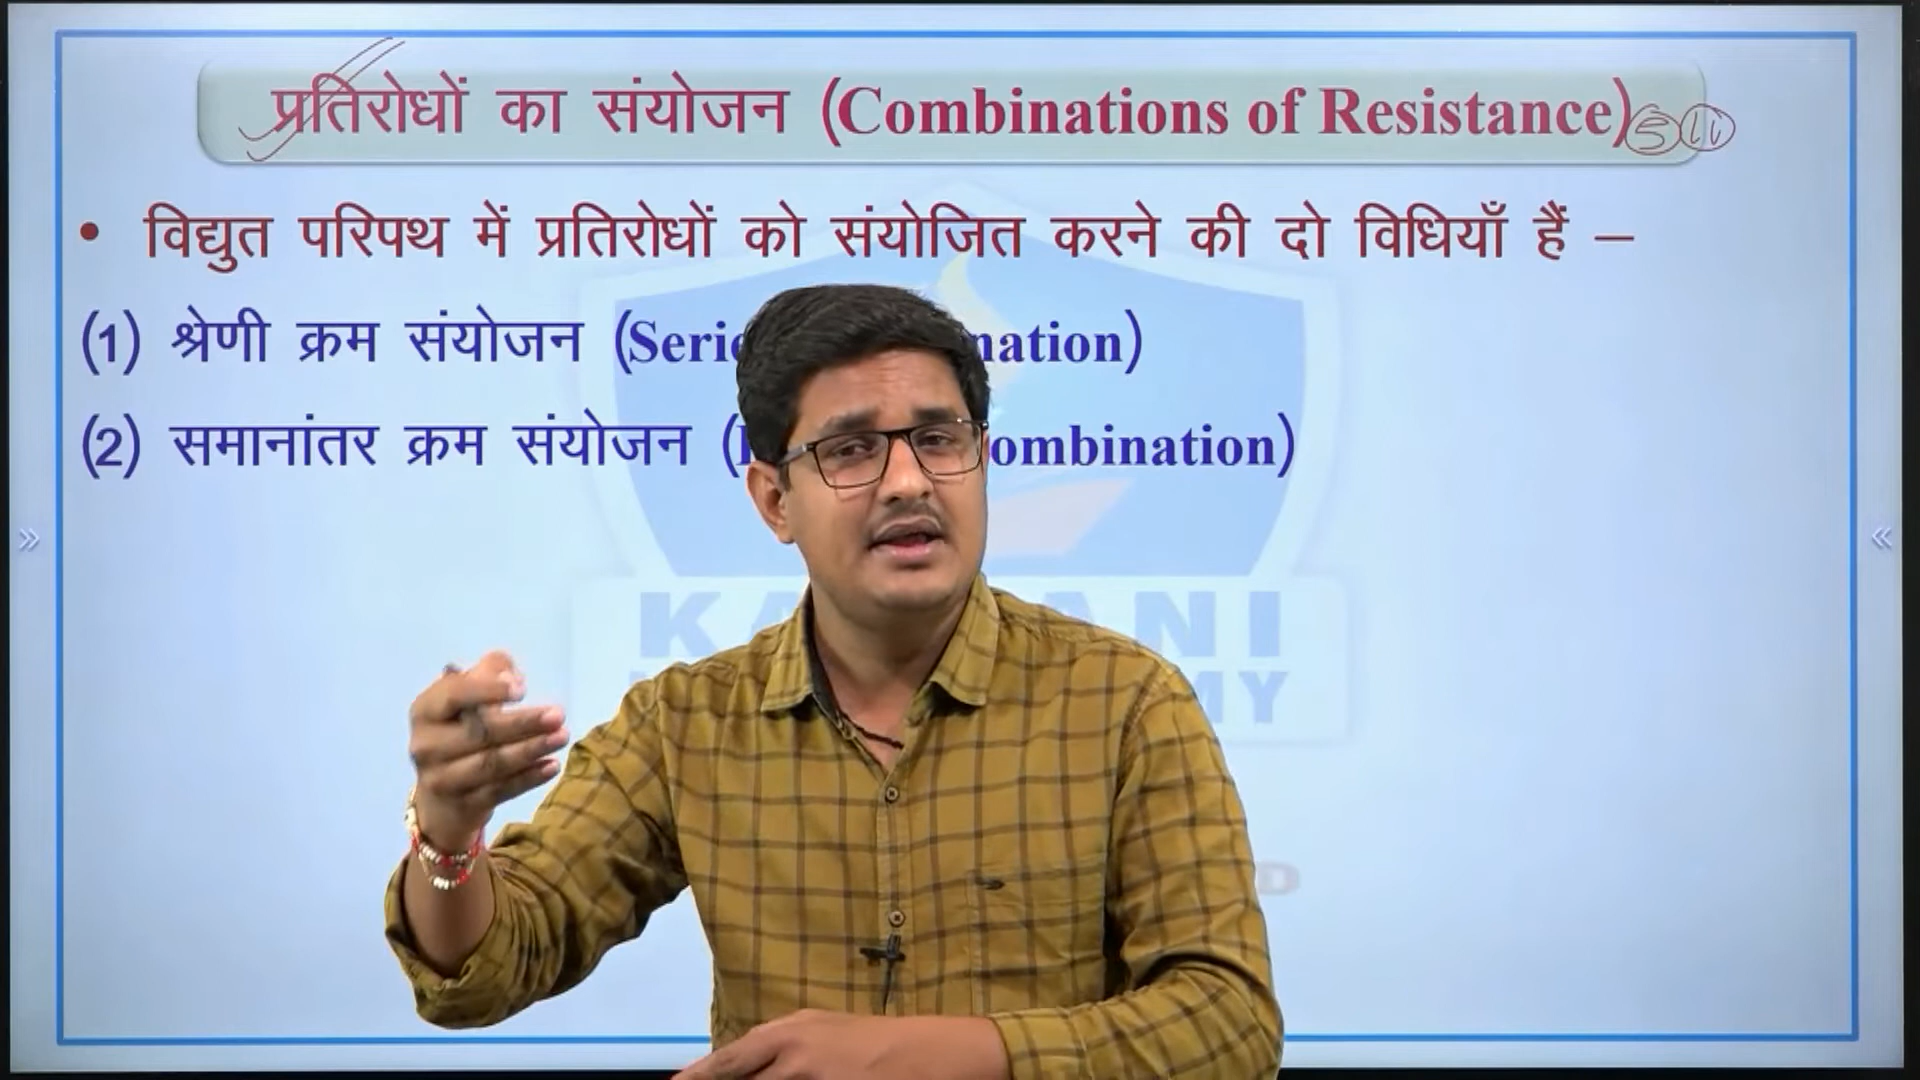 प्रतिरोधों का संयोजन (Combinations of Resistance)
• विद्युत परिपथ में प्रतिरोधों को संयोजित करने की दो विधियाँ हैं –
(1) श्रेणी क्रम संयोजन (Serie nation)
(2) समानांतर क्रम संयोजन ( ombination)